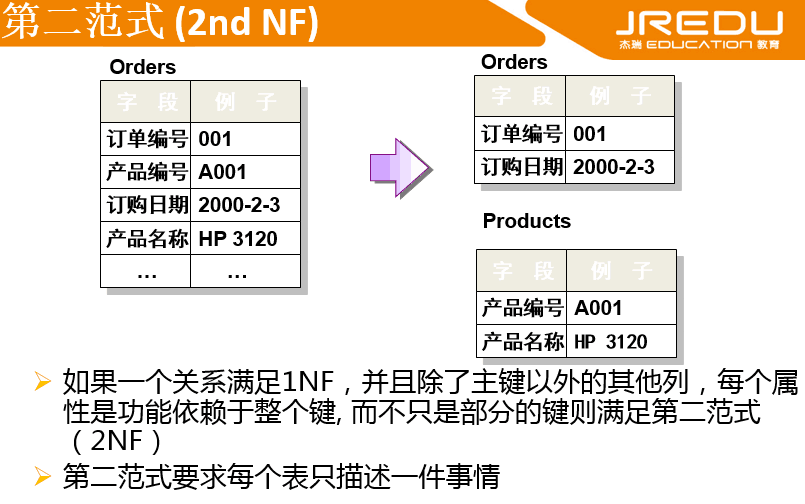 第二范式 (2nd NF)
JREDU
杰瑞 EDUCATION 教育
Orders
字 段 例 子
订单编号 001
产品编号 A001
订购日期 2000-2-3
产品名称 HP 3120
… …
Orders
字 段 例 子
订单编号 001
订购日期 2000-2-3
Products
字 段 例 子
产品编号 A001
产品名称 HP 3120
如果一个关系满足1NF，并且除了主键以外的其他列，每个属
性是功能依赖于整个键, 而不只是部分的键则满足第二范式
（2NF）
第二范式要求每个表只描述一件事情